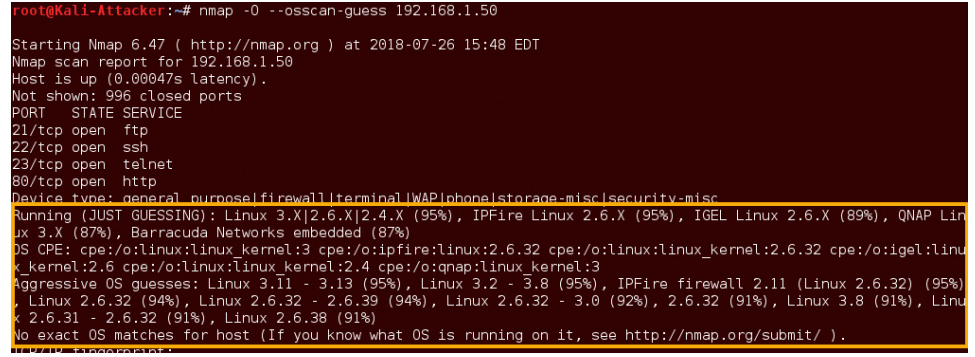 root@Kali-Attacker:~# nmap -O --osscan-guess 192.168.1.50
Starting Nmap 6.47 ( http://nmap.org ) at 2018-07-26 15:48 EDT
Nmap scan report for 192.168.1.50
Host is up (0.00047s latency).
Not shown: 996 closed ports
PORT   STATE SERVICE
21/tcp open  ftp
22/tcp open  ssh
23/tcp open  telnet
80/tcp open  http
Device type: general purpose|firewall|terminal|WAP|phone|storage-misc|security-misc
Running (JUST GUESSING): Linux 3.X|2.6.X|2.4.X (95%), IPFire Linux 2.6.X (95%), IGEL Linux 2.6.X (89%), QNAP Lin
ux 3.X (87%), Barracuda Networks embedded (87%)
OS CPE: cpe:/o:linux:linux_kernel:3 cpe:/o:ipfire:linux:2.6.32 cpe:/o:linux:linux_kernel:2.6.32 cpe:/o:igel:linu
x_kernel:2.6 cpe:/o:linux:linux_kernel:2.4 cpe:/o:qnap:linux_kernel:3
Aggressive OS guesses: Linux 3.11 - 3.13 (95%), Linux 3.2 - 3.8 (95%), IPFire firewall 2.11 (Linux 2.6.32) (95%)
, Linux 2.6.32 (94%), Linux 2.6.32 - 2.6.39 (94%), Linux 2.6.32 - 3.0 (92%), 2.6.32 (91%), Linux 3.8 (91%), Linu
x 2.6.31 - 2.6.32 (91%), Linux 2.6.38 (91%)
No exact OS matches for host (If you know what OS is running on it, see http://nmap.org/submit/ ).
TCP/IP fingerprint: